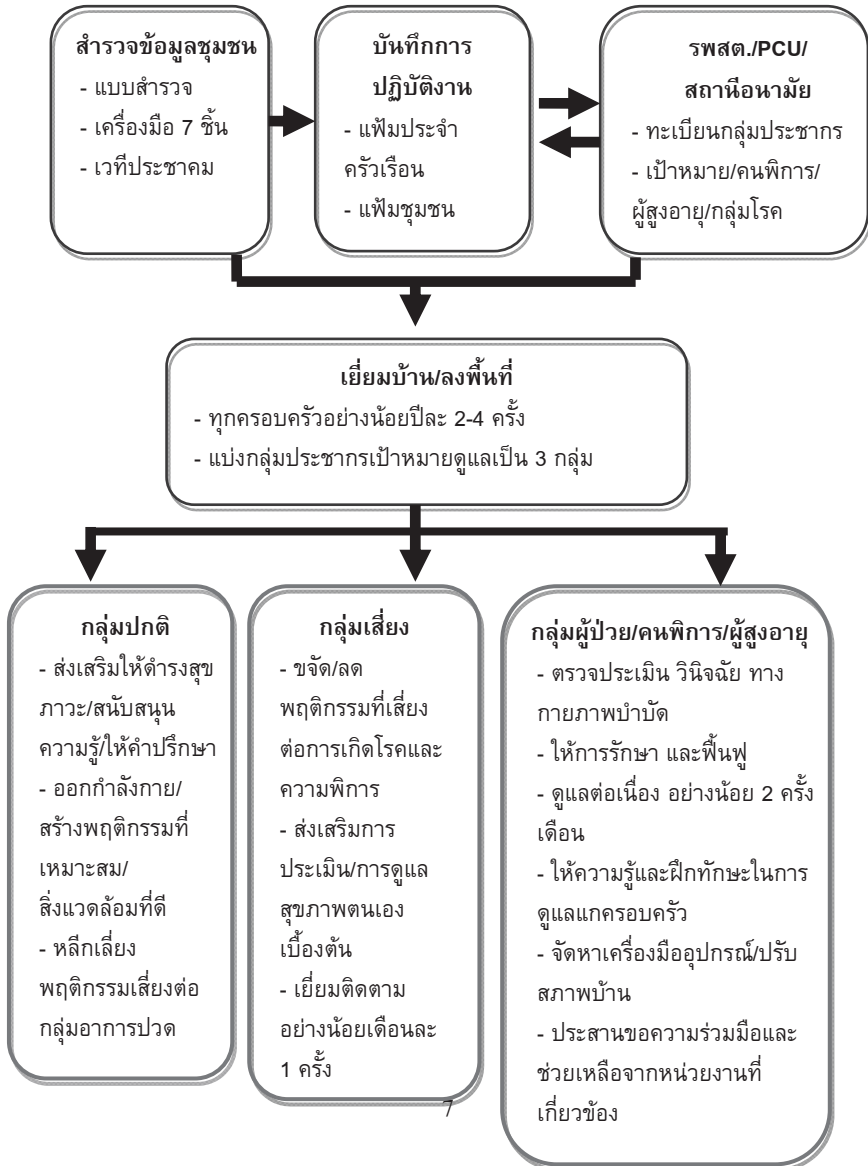 สำรวจข้อมูลชุมชน
- แบบสำรวจ
- เครื่องมือ 7 ชิ้น
- เวทีประชาคม
บันทึกการ
ปฏิบัติงาน
- แฟ้มประจำ
ครัวเรือน
- แฟ้มชุมชน
รพสต./PCU/
สถานีอนามัย
- ทะเบียนกลุ่มประชากร
- เป้าหมาย/คนพิการ/
ผู้สูงอายุ/กลุ่มโรค
เยี่ยมบ้าน/ลงพื้นที่
- ทุกครอบครัวอย่างน้อยปีละ 2-4 ครั้ง
- แบ่งกลุ่มประชากรเป้าหมายดูแลเป็น 3 กลุ่ม
กลุ่มปกติ
- ส่งเสริมให้ดำรงสุข
ภาวะ/สนับสนุน
ความรู้/ให้คำปรึกษา
- ออกกำลังกาย/
สร้างพฤติกรรมที่
เหมาะสม/
สิ่งแวดล้อมที่ดี
- หลีกเลี่ยง
พฤติกรรมเสี่ยงต่อ
กลุ่มอาการปวด
กลุ่มเสี่ยง
- ขจัด/ลด
พฤติกรรมที่เสี่ยง
ต่อการเกิดโรคและ
ความพิการ
- ส่งเสริมการ
ประเมิน/การดูแล
สุขภาพตนเอง
เบื้องต้น
- เยี่ยมติดตาม
อย่างน้อยเดือนละ
1 ครั้ง
กลุ่มผู้ป่วย/คนพิการ/ผู้สูงอายุ
- ตรวจประเมิน วินิจฉัย ทาง
กายภาพบำบัด
- ให้การรักษา และฟื้นฟู
- ดูแลต่อเนื่อง อย่างน้อย 2 ครั้ง
เดือน
- ให้ความรู้และฝึกทักษะในการ
ดูแลแกครอบครัว
- จัดหาเครื่องมืออุปกรณ์/ปรับ
สภาพบ้าน
- ประสานขอความร่วมมือและ
ช่วยเหลือจากหน่วยงานที่
เกี่ยวข้อง
7